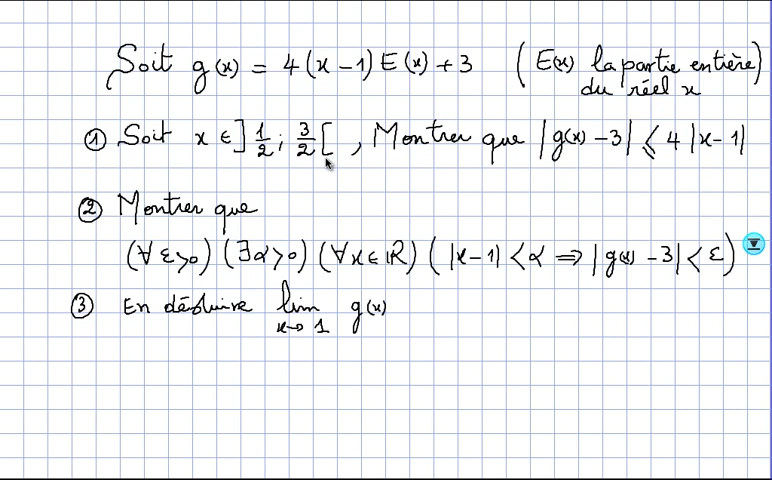 Soit g(x) = 4(x-1)E(x)+3 (E(x) la partie entière
du réel x
① Soit x ∈ ]1/2 ; 3/2[ , Montrer que |g(x)-3| ⩽ 4|x-1|
② Montrer que
(∀ε>0) (∃α>0) (∀x∈ℝ) ( |x-1| < α ⇒ |g(x)-3| < ε)
③ En déduire lim g(x)
x→1